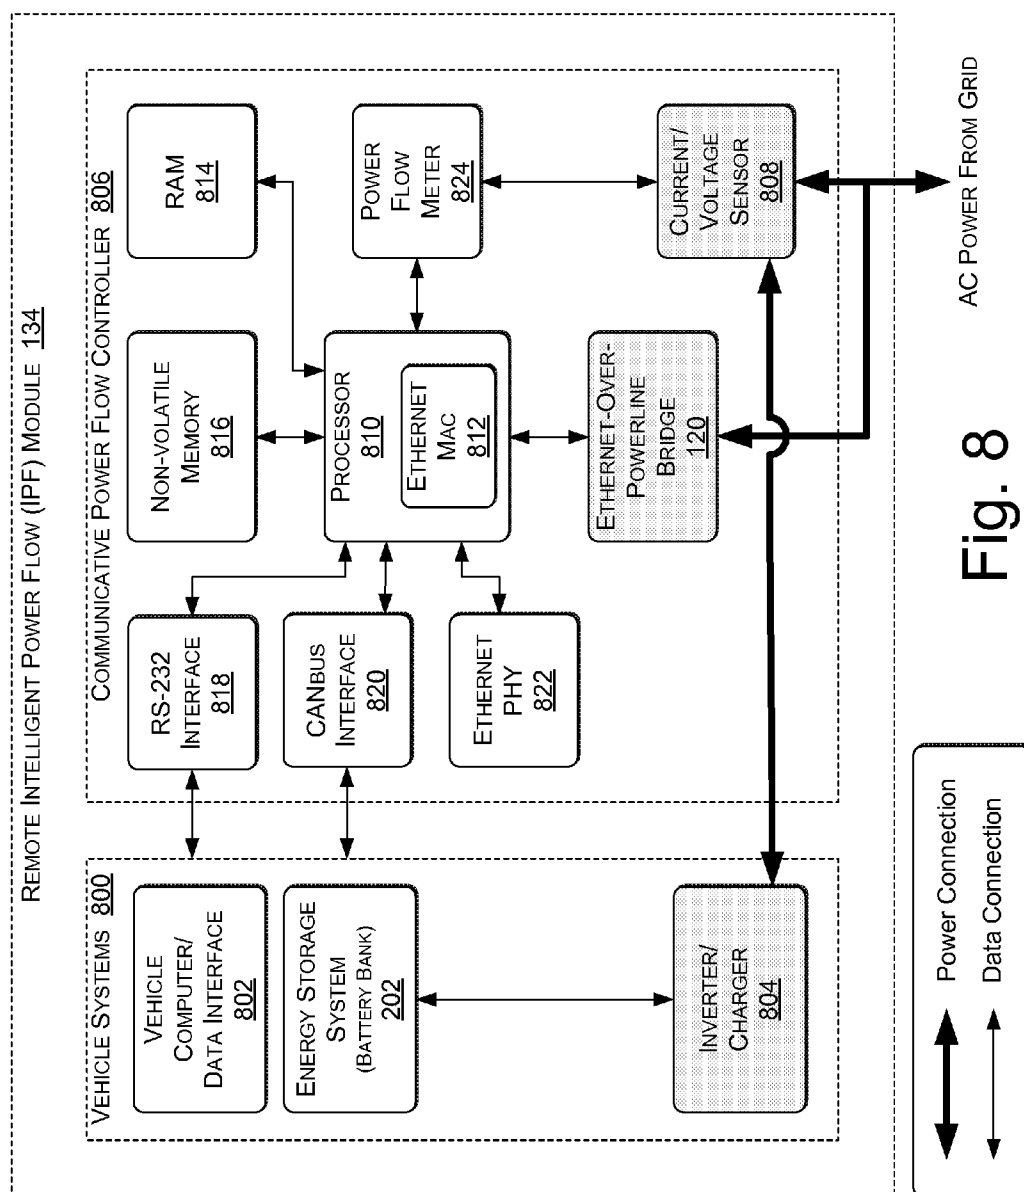 REMOTE INTELLIGENT POWER FLOW (IPF) MODULE 134
VEHICLE SYSTEMS 800
VEHICLE
COMPUTER/
DATA INTERFACE
802
ENERGY STORAGE
SYSTEM
(BATTERY BANK)
202
INVERTER/
CHARGER
804
COMMUNICATIVE POWER FLOW CONTROLLER 806
RS-232
INTERFACE
818
CANBUS
INTERFACE
820
ETHERNET
PHY
822
NON-VOLATILE
MEMORY
816
PROCESSOR
810
ETHERNET
MAC
812
ETHERNET-OVER-
POWERLINE
BRIDGE
120
RAM
814
POWER
FLOW
METER
824
CURRENT/
VOLTAGE
SENSOR
808
AC POWER FROM GRID
Power Connection
Data Connection
Fig. 8